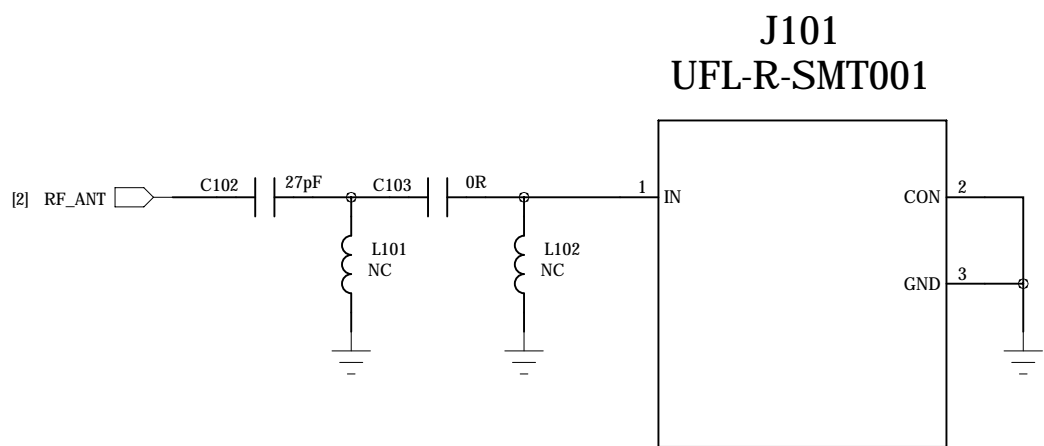 J101
UFL-R-SMT001
[2] RF_ANT
C102 27pF
C103 0R
1 IN
CON 2
L101
NC
L102
NC
GND 3